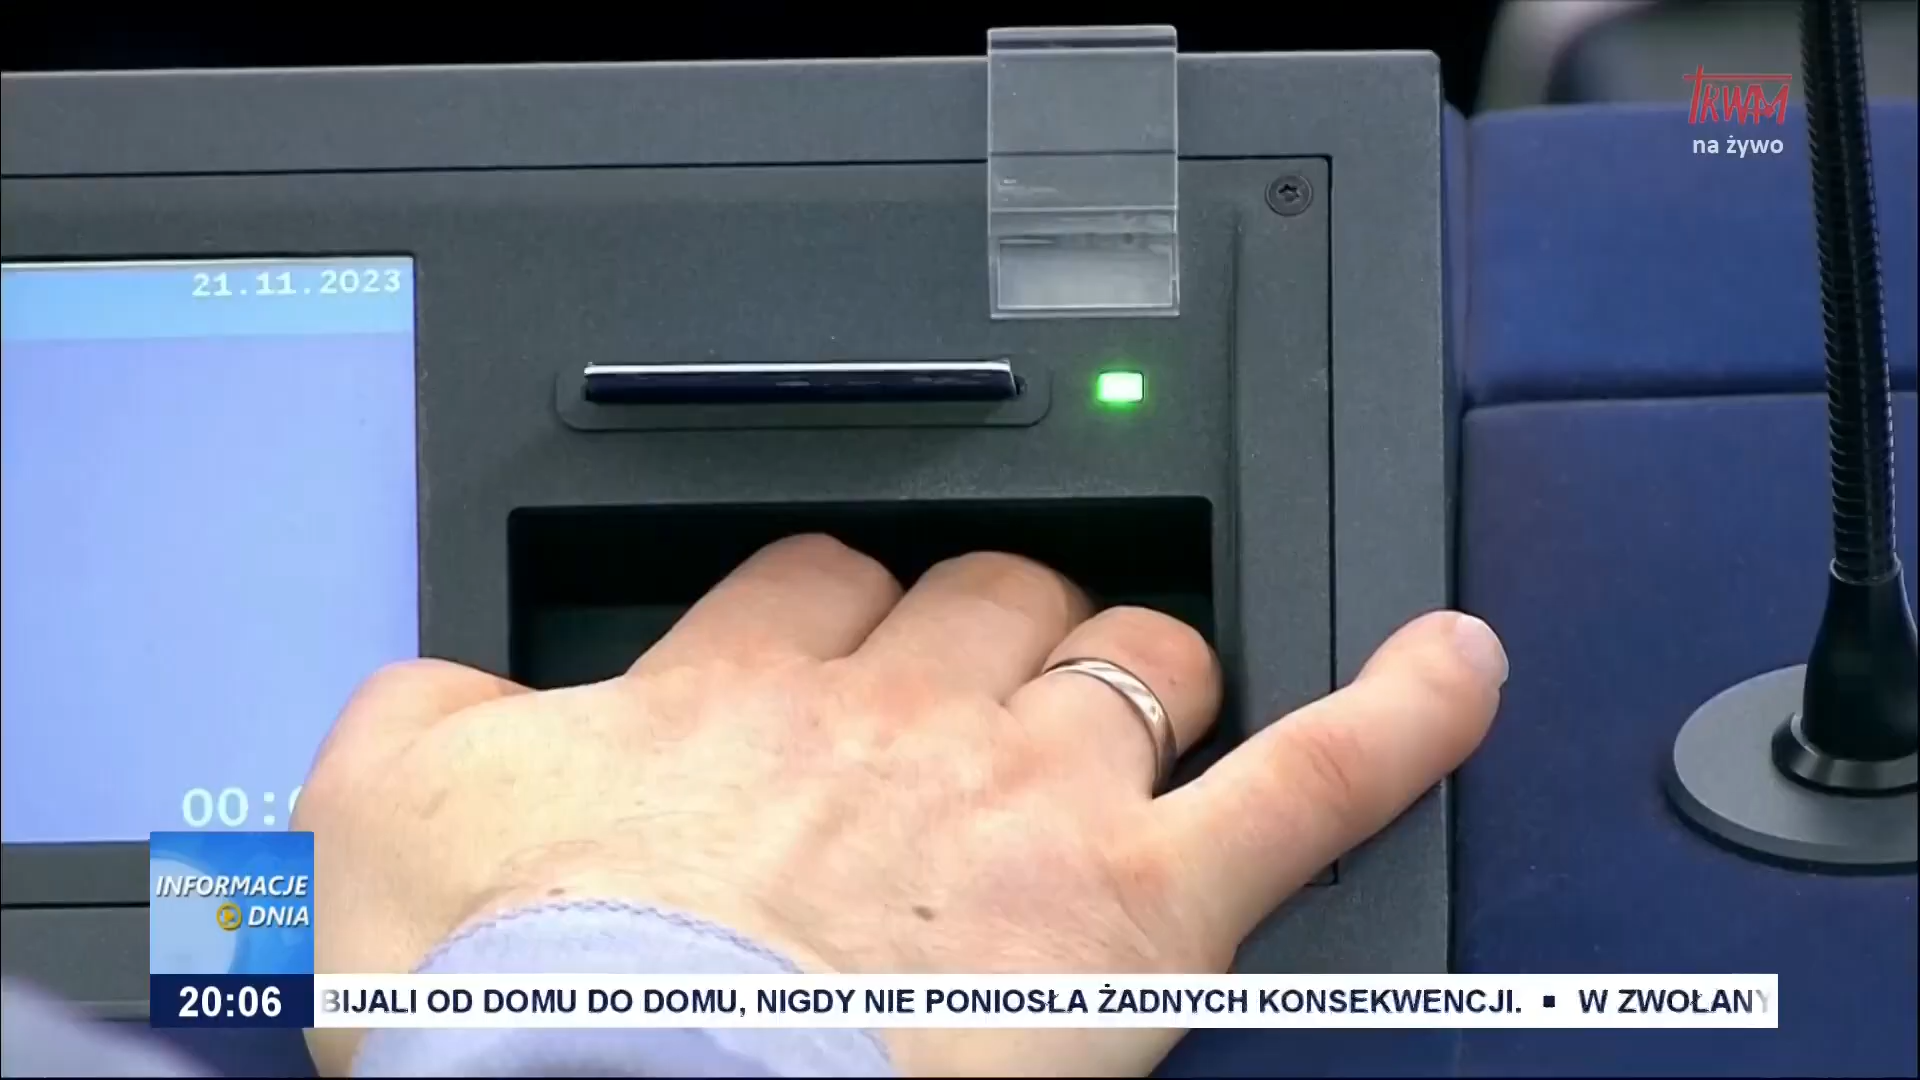 TRWAM
na żywo
21.11.2023
00:
INFORMACJE
DNIA
20:06
BIJALI OD DOMU DO DOMU, NIGDY NIE PONIOSŁA ŻADNYCH KONSEKWENCJI. ▪ W ZWOŁANY